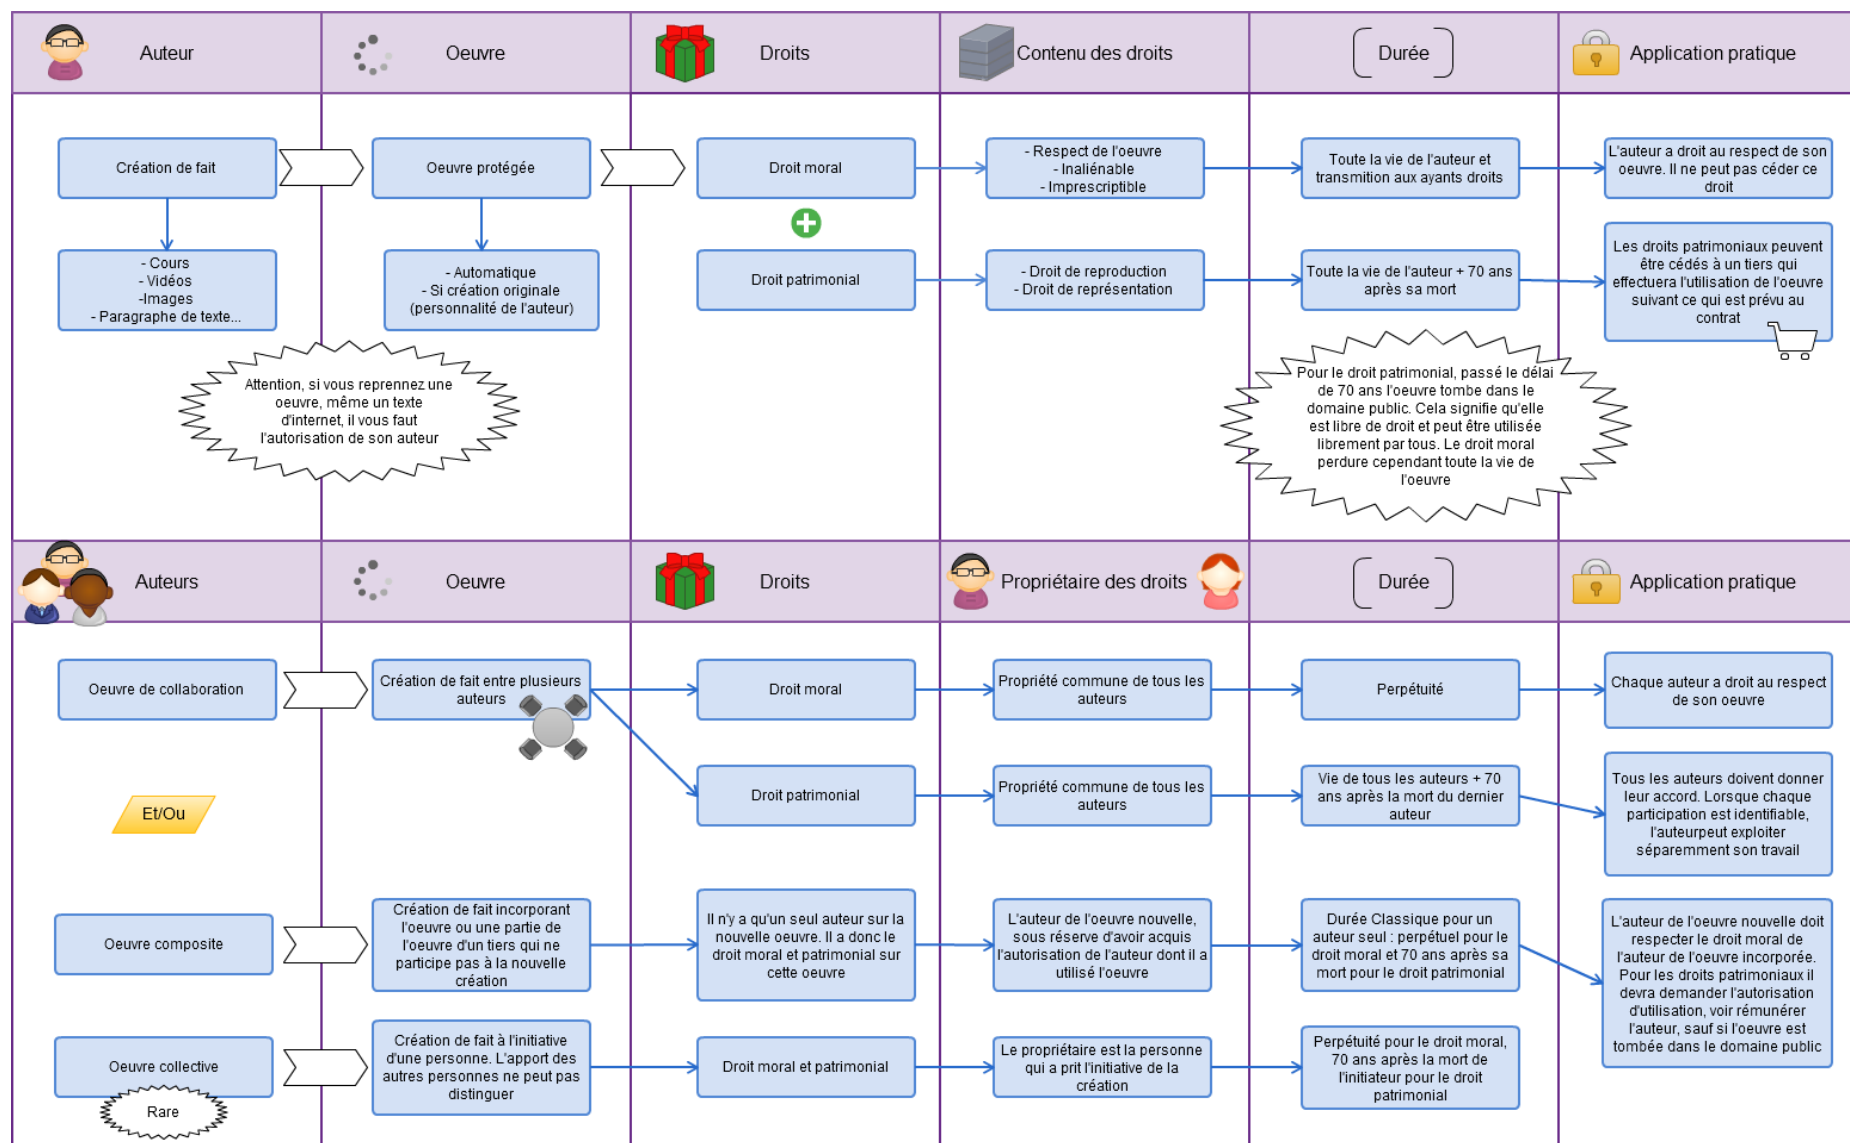 Auteur
Oeuvre
Droits
Contenu des droits
Durée
Application pratique
Création de fait
Oeuvre protégée
Droit moral
- Respect de l'oeuvre
- Inaliénable
- Imprescriptible
Toute la vie de l'auteur et
transmition aux ayants droits
L'auteur a droit au respect de son
oeuvre. Il ne peut pas céder ce
droit
- Cours
- Vidéos
-Images
- Paragraphe de texte...
- Automatique
- Si création originale
(personnalité de l'auteur)
Droit patrimonial
- Droit de reproduction
- Droit de représentation
Toute la vie de l'auteur + 70 ans
après sa mort
Les droits patrimoniaux peuvent
être cédés à un tiers qui
effectuera l'utilisation de l'oeuvre
suivant ce qui est prévu au
contrat
Attention, si vous reprennez une
oeuvre, même un texte
d'internet, il vous faut
l'autorisation de son auteur
Pour le droit patrimonial, passé le délai
de 70 ans l'oeuvre tombe dans le
domaine public. Cela signifie qu'elle
est libre de droit et peut être utilisée
librement par tous. Le droit moral
perdure cependant toute la vie de
l'oeuvre
Auteurs
Oeuvre
Droits
Propriétaire des droits
Durée
Application pratique
Oeuvre de collaboration
Création de fait entre plusieurs
auteurs
Droit moral
Propriété commune de tous les
auteurs
Perpétuité
Chaque auteur a droit au respect
de son oeuvre
Et/Ou
Droit patrimonial
Propriété commune de tous les
auteurs
Vie de tous les auteurs + 70
ans après la mort du dernier
auteur
Tous les auteurs doivent donner
leur accord. Lorsque chaque
participation est identifiable,
l'auteurpeut exploiter
séparemment son travail
Oeuvre composite
Création de fait incorporant
l'oeuvre ou une partie de
l'oeuvre d'un tiers qui ne
participe pas à la nouvelle
création
Il n'y a qu'un seul auteur sur la
nouvelle oeuvre. Il a donc le
droit moral et patrimonial sur
cette oeuvre
L'auteur de l'oeuvre nouvelle,
sous réserve d'avoir acquis
l'autorisation de l'auteur dont il a
utilisé l'oeuvre
Durée Classique pour un
auteur seul : perpétuel pour le
droit moral et 70 ans après sa
mort pour le droit patrimonial
L'auteur de l'oeuvre nouvelle doit
respecter le droit moral de
l'auteur de l'oeuvre incorporée.
Pour les droits patrimoniaux il
devra demander l'autorisation
d'utilisation, voir rémunérer
l'auteur, sauf si l'oeuvre est
tombée dans le domaine public
Oeuvre collective
Rare
Création de fait à l'initiative
d'une personne. L'apport des
autres personnes ne peut pas
distinguer
Droit moral et patrimonial
Le propriétaire est la personne
qui a prit l'initiative de la
création
Perpétuité pour le droit moral,
70 ans après la mort de
l'initiateur pour le droit
patrimonial